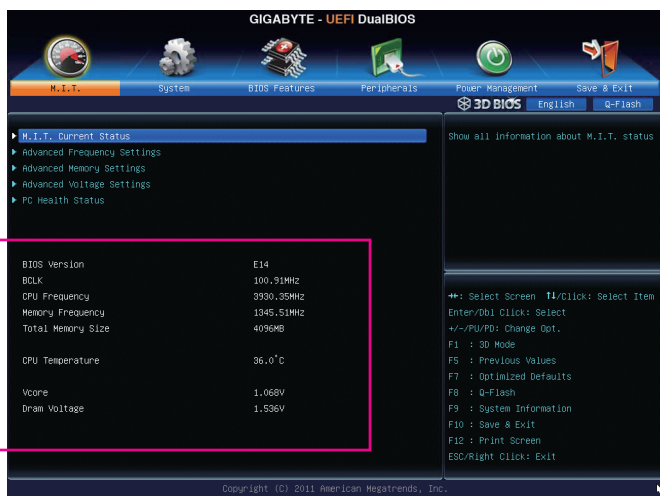 GIGABYTE - UEFI DualBIOS
M.I.T.
System
BIOS Features
Peripherals
Power Management
Save & Exit
3D BIOS
English
Q-Flash
M.I.T. Current Status
Advanced Frequency Settings
Advanced Memory Settings
Advanced Voltage Settings
PC Health Status
Show all information about M.I.T. status
BIOS Version E14
BCLK 100.91MHz
CPU Frequency 3930.35MHz
Memory Frequency 1345.51MHz
Total Memory Size 4096MB
CPU Temperature 36.0°C
Vcore 1.068V
Dram Voltage 1.536V
→←: Select Screen ↑↓/Click: Select Item
Enter/Dbl Click: Select
+/-/PU/PD: Change Opt.
F1 : 3D Mode
F5 : Previous Values
F7 : Optimized Defaults
F8 : Q-Flash
F9 : System Information
F10 : Save & Exit
F12 : Print Screen
ESC/Right Click: Exit
Copyright (C) 2011 American Megatrends, Inc.